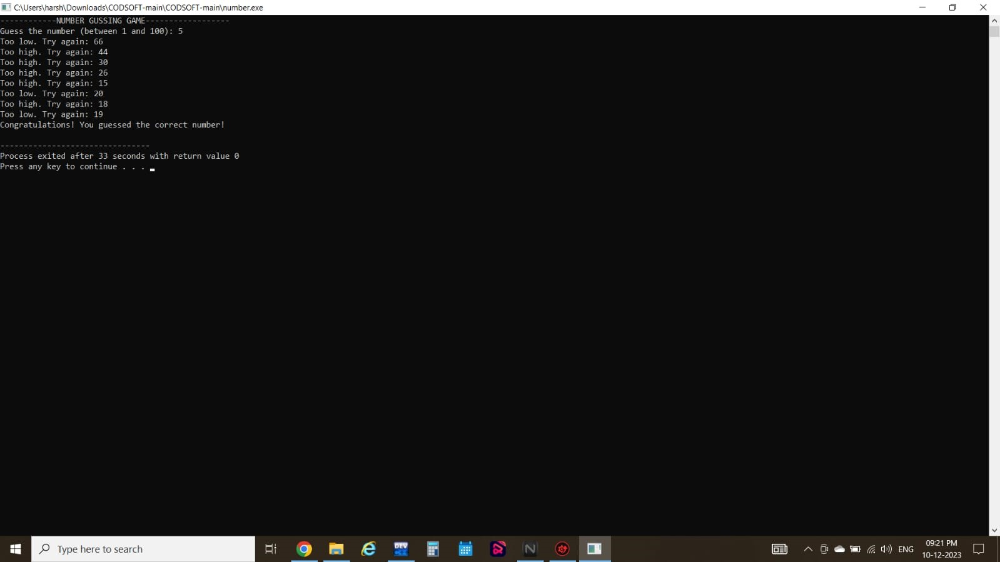 C:\Users\harsh\Downloads\CODSOFT-main\CODSOFT-main\number.exe
------------NUMBER GUSSING GAME------------------
Guess the number (between 1 and 100): 5
Too low. Try again: 66
Too high. Try again: 44
Too high. Try again: 30
Too high. Try again: 26
Too high. Try again: 15
Too low. Try again: 20
Too high. Try again: 18
Too low. Try again: 19
Congratulations! You guessed the correct number!
--------------------------------
Process exited after 33 seconds with return value 0
Press any key to continue . . .
Type here to search
DEV
ENG
09:21 PM
10-12-2023